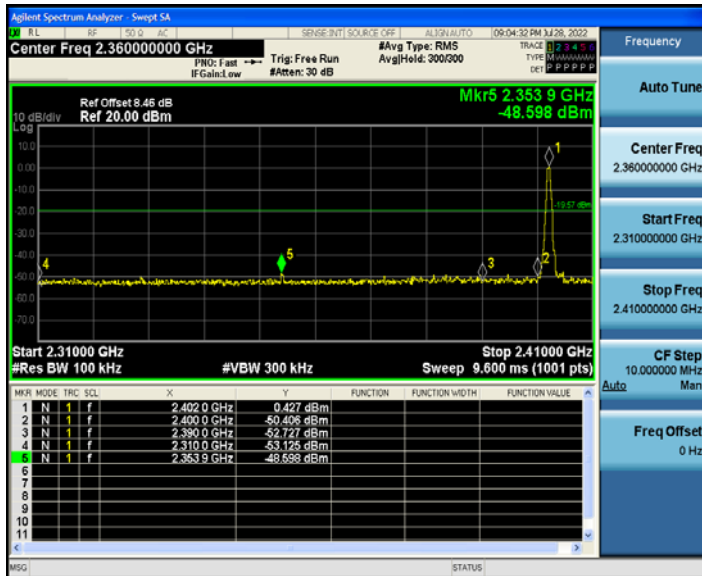 Agilent Spectrum Analyzer - Swept SA
RL RF 50 Ω AC SENSE:INT SOURCE OFF ALIGN AUTO 09:04:32 PM Jul 28, 2022
Center Freq 2.360000000 GHz
PNO: Fast
IFGain:Low
Trig: Free Run
#Atten: 30 dB
#Avg Type: RMS
Avg|Hold: 300/300
TRACE 1 2 3 4 5 6
TYPE M
DET P P P P P P
Frequency
Auto Tune
Center Freq
2.360000000 GHz
Start Freq
2.310000000 GHz
Stop Freq
2.410000000 GHz
CF Step
10.000000 MHz
Auto Man
Freq Offset
0 Hz
Mkr5 2.353 9 GHz
-48.598 dBm
Ref Offset 8.46 dB
10 dB/div Ref 20.00 dBm
Log
10.0
0.00
-10.0
-20.0
-30.0
-40.0
-50.0
-60.0
-70.0
1
-19.57 dBm
4
5
3
2
Start 2.31000 GHz Stop 2.41000 GHz
#Res BW 100 kHz #VBW 300 kHz Sweep 9.600 ms (1001 pts)
MKR MODE TRC SCL X Y FUNCTION FUNCTION WIDTH FUNCTION VALUE
1 N 1 f 2.402 0 GHz 0.427 dBm
2 N 1 f 2.400 0 GHz -50.406 dBm
3 N 1 f 2.390 0 GHz -52.727 dBm
4 N 1 f 2.310 0 GHz -53.125 dBm
5 N 1 f 2.353 9 GHz -48.598 dBm
6
7
8
9
10
11
MSG STATUS